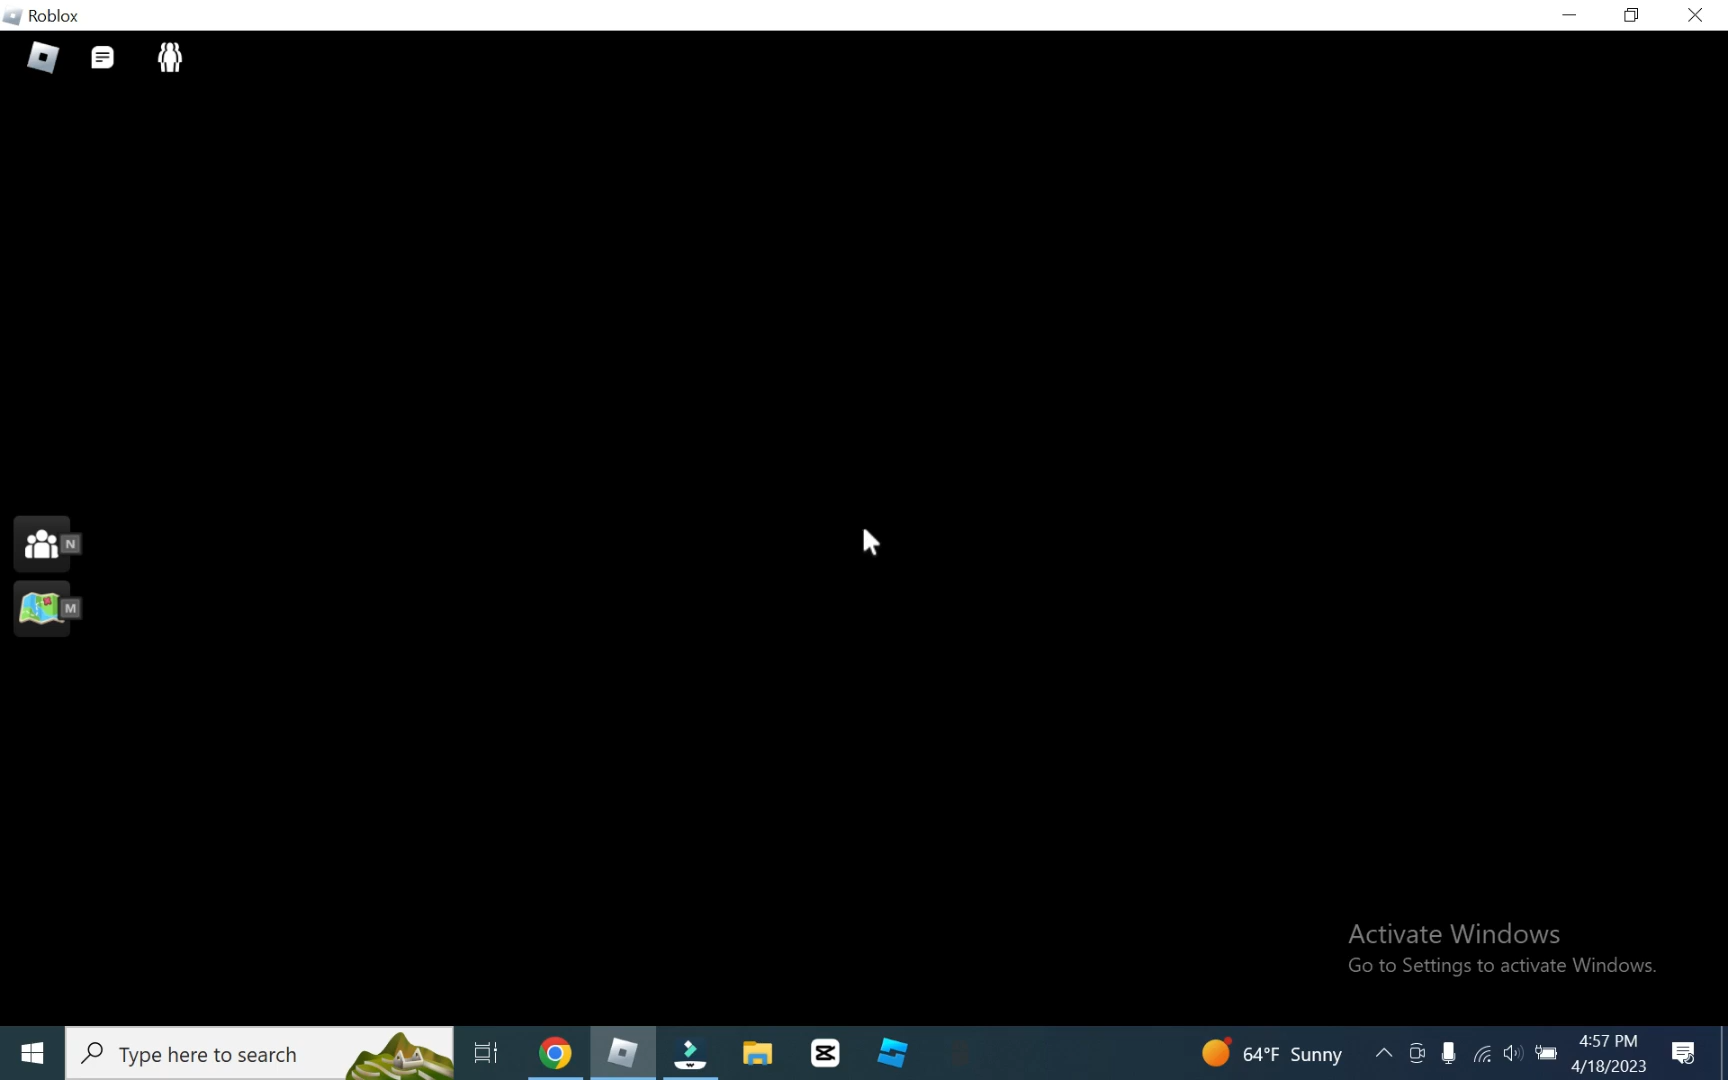 Roblox
N
M
Activate Windows
Go to Settings to activate Windows.
Type here to search
64°F Sunny
4:57 PM
4/18/2023